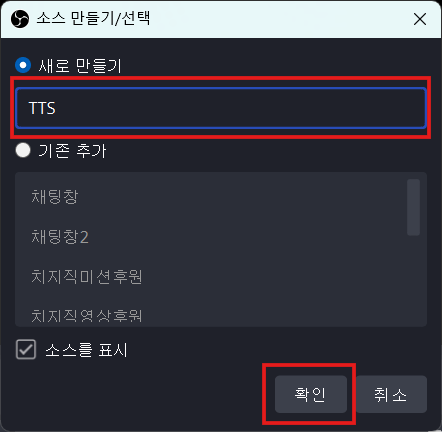 소스 만들기/선택
새로 만들기
TTS
기존 추가
채팅창
채팅창2
치지직미션후원
치지직영상후원
소스를 표시
확인
취소